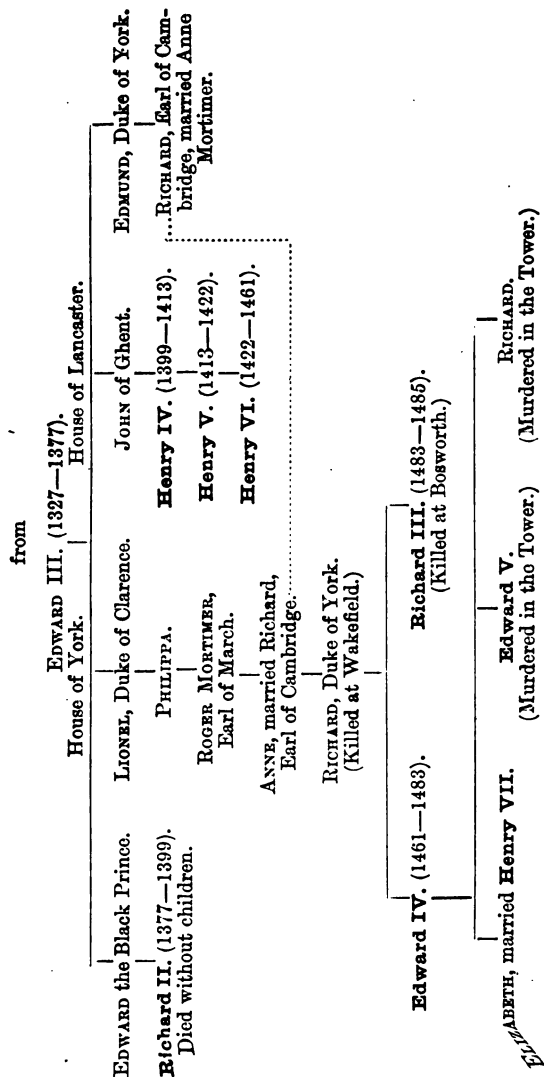 from
EDWARD III. (1327—1377).
House of York. House of Lancaster.
EDWARD the Black Prince. LIONEL, Duke of Clarence. JOHN of Ghent. EDMUND, Duke of York.
Richard II. (1377—1399).
Died without children.
PHILIPPA.
Henry IV. (1399—1413).
RICHARD, Earl of Cam-
bridge, married Anne
Mortimer.
ROGER MORTIMER,
Earl of March.
Henry V. (1413—1422).
Henry VI. (1422—1461).
ANNE, married Richard,
Earl of Cambridge.
RICHARD, Duke of York.
(Killed at Wakefield.)
Edward IV. (1461—1483). Richard III. (1483—1485).
(Killed at Bosworth.)
ELIZABETH, married Henry VII. Edward V. RICHARD.
(Murdered in the Tower.) (Murdered in the Tower.)